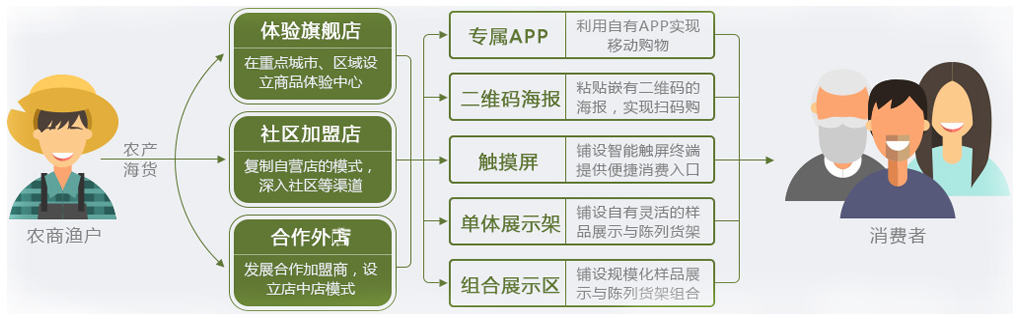 农产
海货
农商渔户
体验旗舰店
在重点城市、区域设
立商品体验中心
社区加盟店
复制自营店的模式，
深入社区等渠道
合作外店
发展合作加盟商，设
立店中店模式
专属APP
利用自有APP实现
移动购物
二维码海报
粘贴嵌有二维码的
海报，实现扫码购
触摸屏
铺设智能触屏终端
提供便捷消费入口
单体展示架
铺设自有灵活的样
品展示与陈列货架
组合展示区
铺设规模化样品展
示与陈列货架组合
消费者